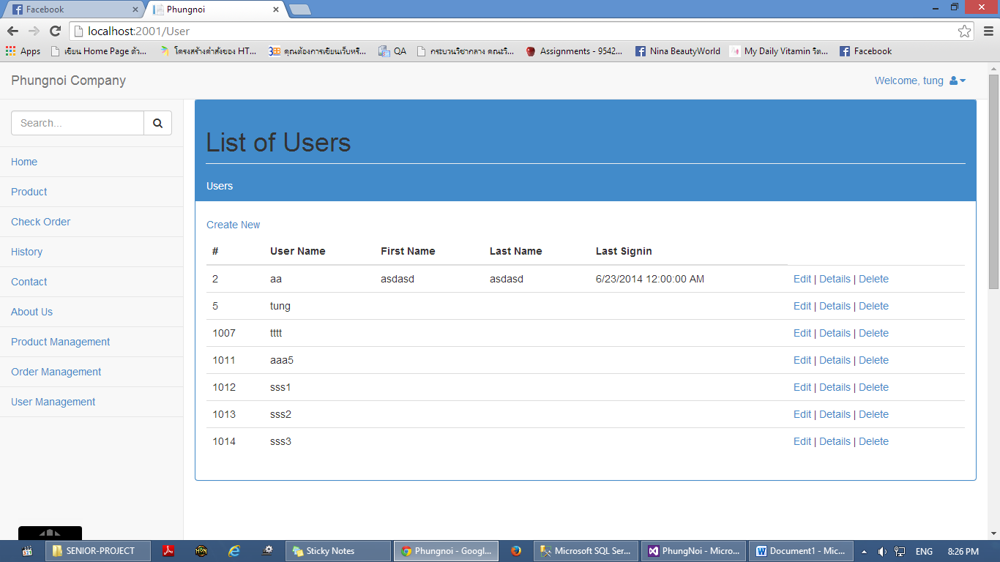 Facebook
Phungnoi
localhost:2001/User
Apps
เขียน Home Page ด้ว...
โครงสร้างคำสั่งของ HT...
คุณต้องการเขียนเว็บหรื...
QA
กระบวนวิชากลาง คณะวิ...
Assignments - 9542...
Nina BeautyWorld
My Daily Vitamin วิต...
Facebook
Phungnoi Company
Welcome, tung
Search...
Home
Product
Check Order
History
Contact
About Us
Product Management
Order Management
User Management
List of Users
Users
Create New
# User Name First Name Last Name Last Signin
2 aa asdasd asdasd 6/23/2014 12:00:00 AM Edit | Details | Delete
5 tung Edit | Details | Delete
1007 tttt Edit | Details | Delete
1011 aaa5 Edit | Details | Delete
1012 sss1 Edit | Details | Delete
1013 sss2 Edit | Details | Delete
1014 sss3 Edit | Details | Delete
SENIOR-PROJECT
HON
Sticky Notes
Phungnoi - Googl...
Microsoft SQL Ser...
PhungNoi - Micro...
Document1 - Mic...
ENG
8:26 PM